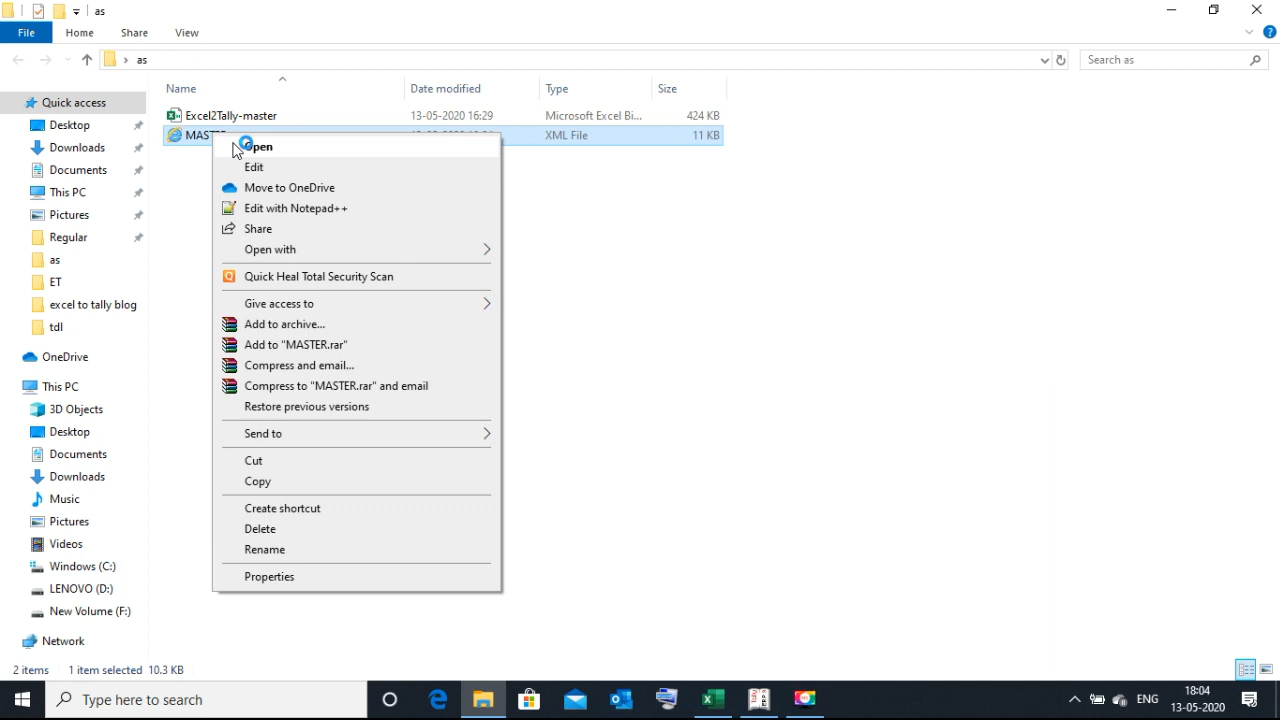 as
File Home Share View
as
Search as
Name Date modified Type Size
Excel2Tally-master 13-05-2020 16:29 Microsoft Excel Bi... 424 KB
XML File 11 KB
Open
Edit
Move to OneDrive
Edit with Notepad++
Share
Open with
Quick Heal Total Security Scan
Give access to
Add to archive...
Add to "MASTER.rar"
Compress and email...
Compress to "MASTER.rar" and email
Restore previous versions
Send to
Cut
Copy
Create shortcut
Delete
Rename
Properties
Quick access
Desktop
Downloads
Documents
This PC
Pictures
Regular
as
ET
excel to tally blog
tdl
OneDrive
This PC
3D Objects
Desktop
Documents
Downloads
Music
Pictures
Videos
Windows (C:)
LENOVO (D:)
New Volume (F:)
Network
2 items 1 item selected 10.3 KB
Type here to search
ENG
18:04
13-05-2020